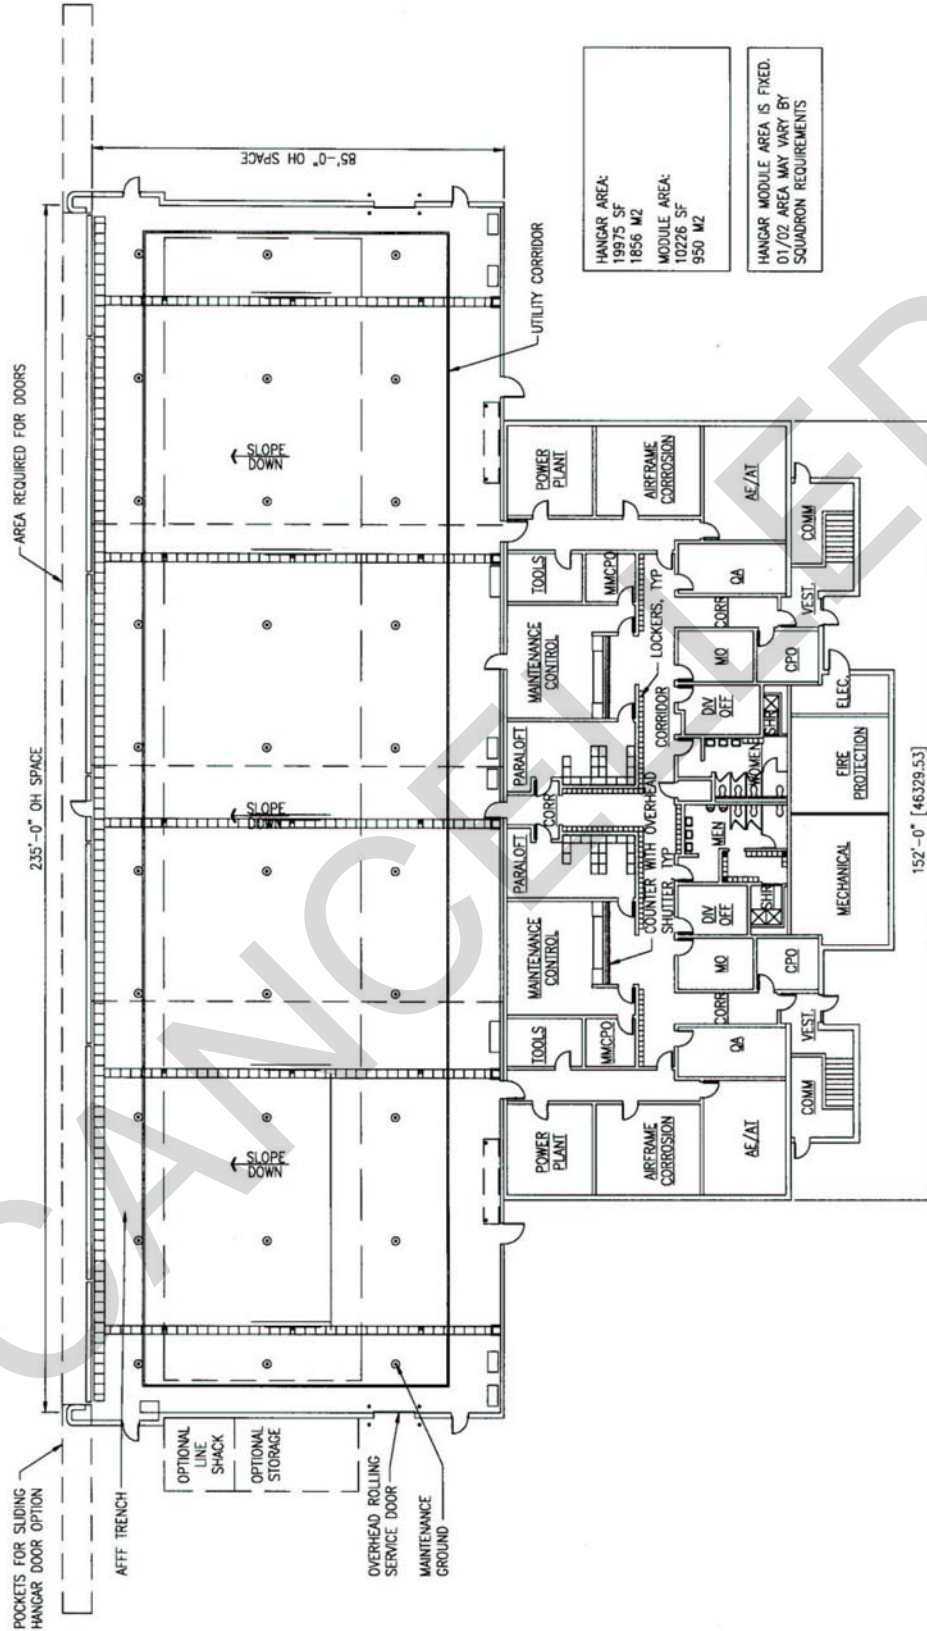 POCKETS FOR SLIDING
HANGAR DOOR OPTION
235'-0" OH SPACE
AREA REQUIRED FOR DOORS
AFFF TRENCH
85'-0" OH SPACE
SLOPE
DOWN
SLOPE
DOWN
SLOPE
DOWN
OPTIONAL
LINE
SHACK
OPTIONAL
STORAGE
OVERHEAD ROLLING
SERVICE DOOR
MAINTENANCE
GROUND
UTILITY CORRIDOR
POWER
PLANT
TOOLS
MAINTENANCE
CONTROL
PARALOFT
CORR
PARALOFT
MAINTENANCE
CONTROL
TOOLS
POWER
PLANT
AIRFRAME
CORROSION
MMCPO
COUNTER WITH OVERHEAD
SHUTTER, TYP
CORRIDOR
LOCKERS, TYP
MMCPO
AIRFRAME
CORROSION
AE/AT
QA
CORR
MO
DIV
OFF
MEN
WOMEN
DIV
OFF
MO
CORR
QA
AE/AT
SHR
SHR
COMM
VEST.
CPO
CPO
VEST.
COMM
MECHANICAL
FIRE
PROTECTION
ELEC.
152'-0" [46329.53]
HANGAR AREA:
19975 SF
1856 M2
MODULE AREA:
10226 SF
950 M2
HANGAR MODULE AREA IS FIXED.
01/02 AREA MAY VARY BY
SQUADRON REQUIREMENTS
CANCELLED